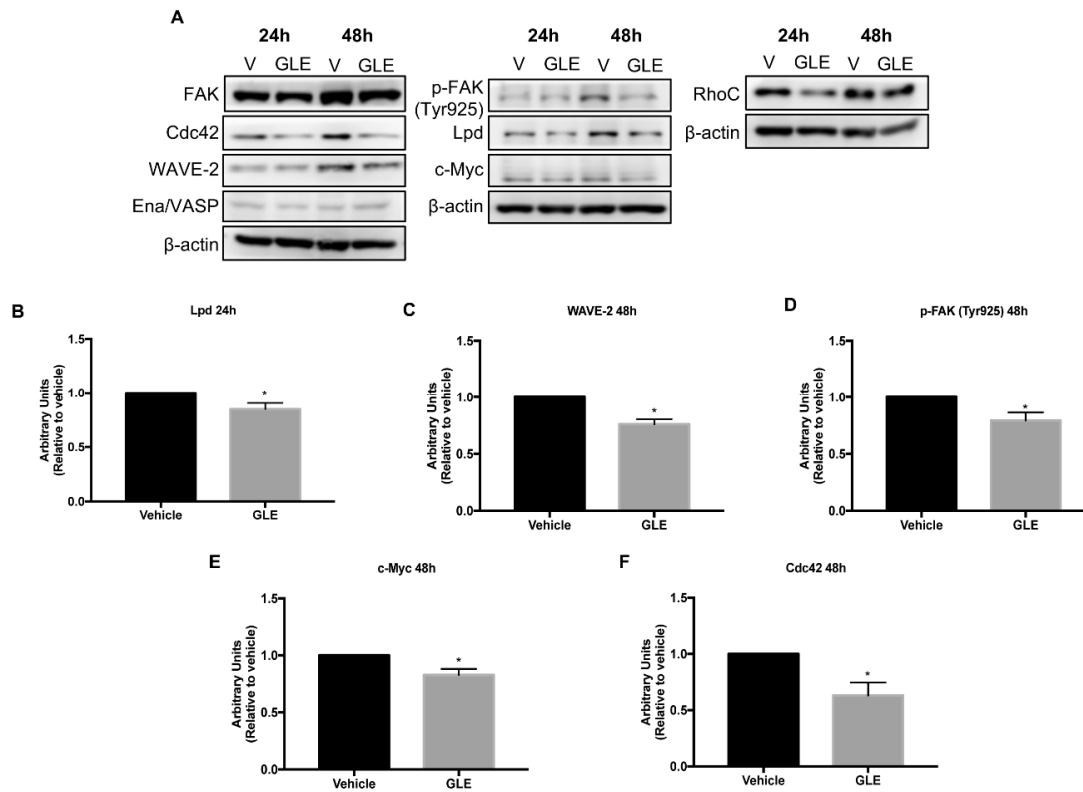 A
24h 48h
V GLE V GLE
FAK
Cdc42
WAVE-2
Ena/VASP
β-actin
24h 48h
V GLE V GLE
p-FAK
(Tyr925)
Lpd
c-Myc
β-actin
24h 48h
V GLE V GLE
RhoC
β-actin
B
Lpd 24h
Arbitrary Units
(Relative to vehicle)
1.5
1.0
0.5
0.0
*
Vehicle GLE
C
WAVE-2 48h
Arbitrary Units
(Relative to vehicle)
1.5
1.0
0.5
0.0
*
Vehicle GLE
D
p-FAK (Tyr925) 48h
Arbitrary Units
(Relative to vehicle)
1.5
1.0
0.5
0.0
*
Vehicle GLE
E
c-Myc 48h
Arbitrary Units
(Relative to vehicle)
1.5
1.0
0.5
0.0
*
Vehicle GLE
F
Cdc42 48h
Arbitrary Units
(Relative to vehicle)
1.5
1.0
0.5
0.0
*
Vehicle GLE